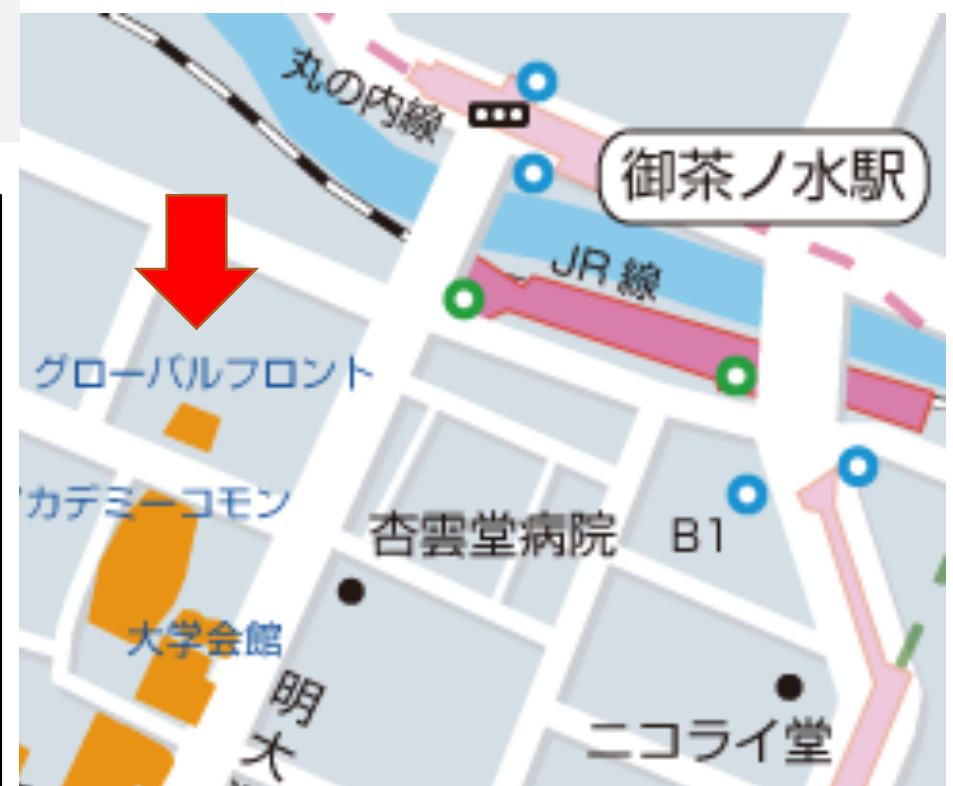 丸の内線
御茶ノ水駅
JR 線
グローバルフロント
カデミーコモン
杏雲堂病院
B1
大学会館
明大
ニコライ堂